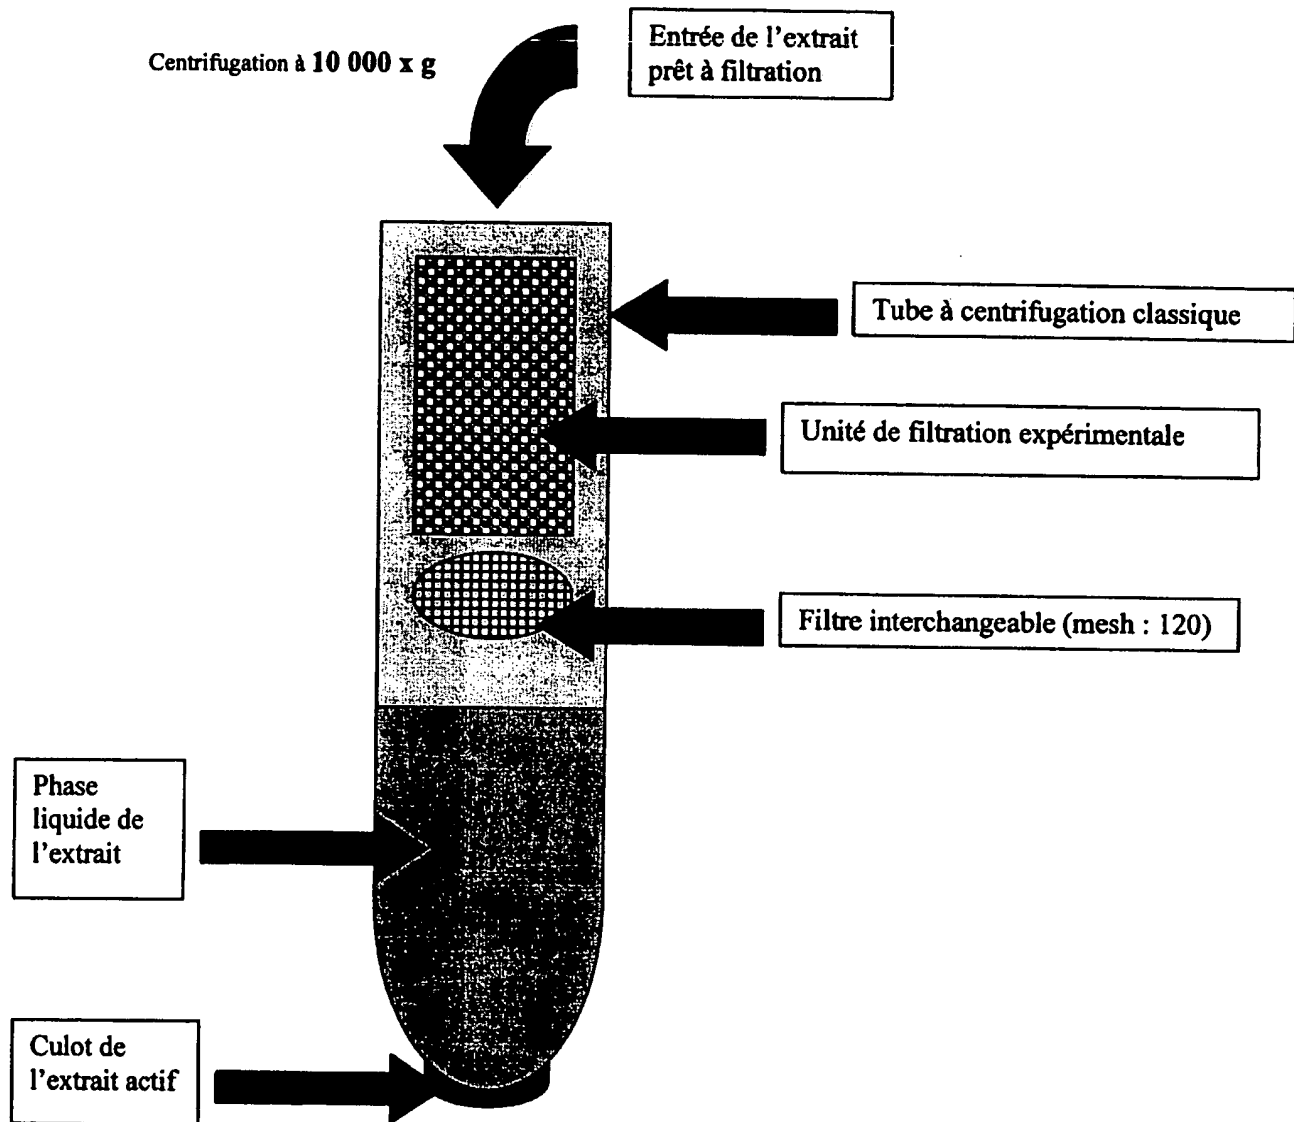 Centrifugation à 10 000 x g
Entrée de l'extrait
prêt à filtration
Tube à centrifugation classique
Unité de filtration expérimentale
Filtre interchangeable (mesh : 120)
Phase
liquide de
l'extrait
Culot de
l'extrait actif